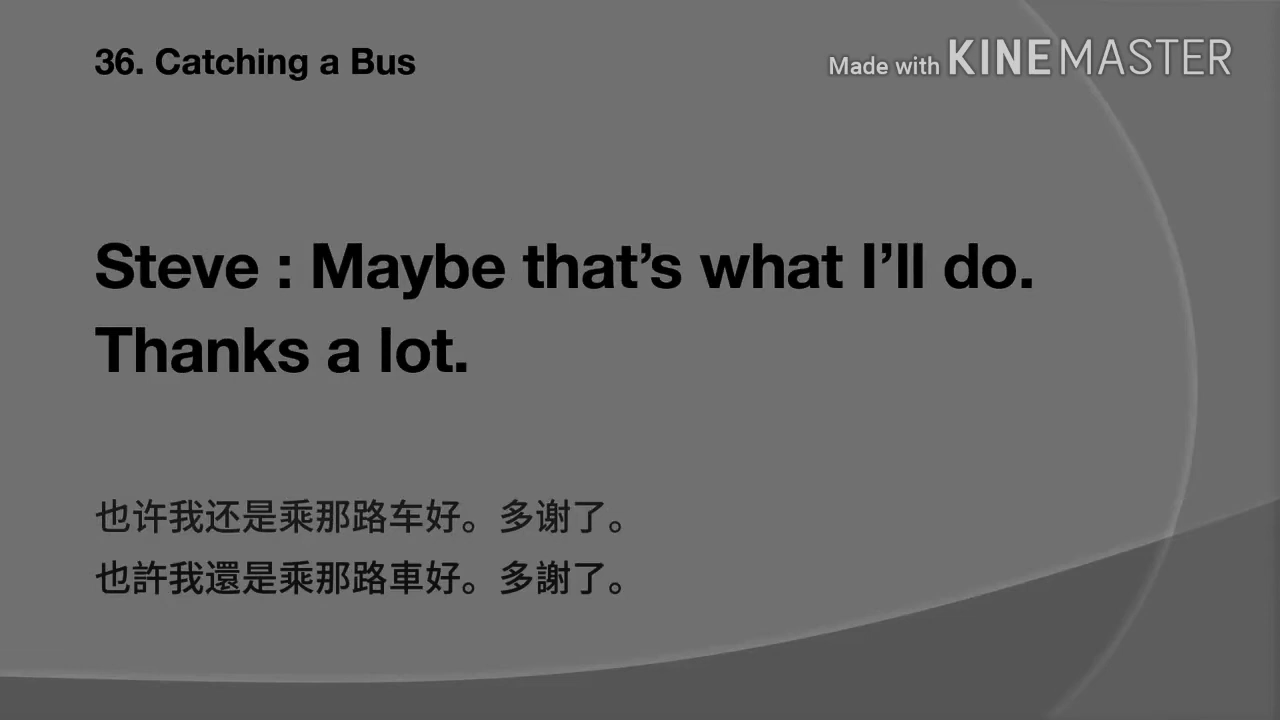 36. Catching a Bus
Made with KINEMASTER
Steve : Maybe that’s what I’ll do.
Thanks a lot.
也许我还是乘那路车好。多谢了。
也許我還是乘那路車好。多謝了。